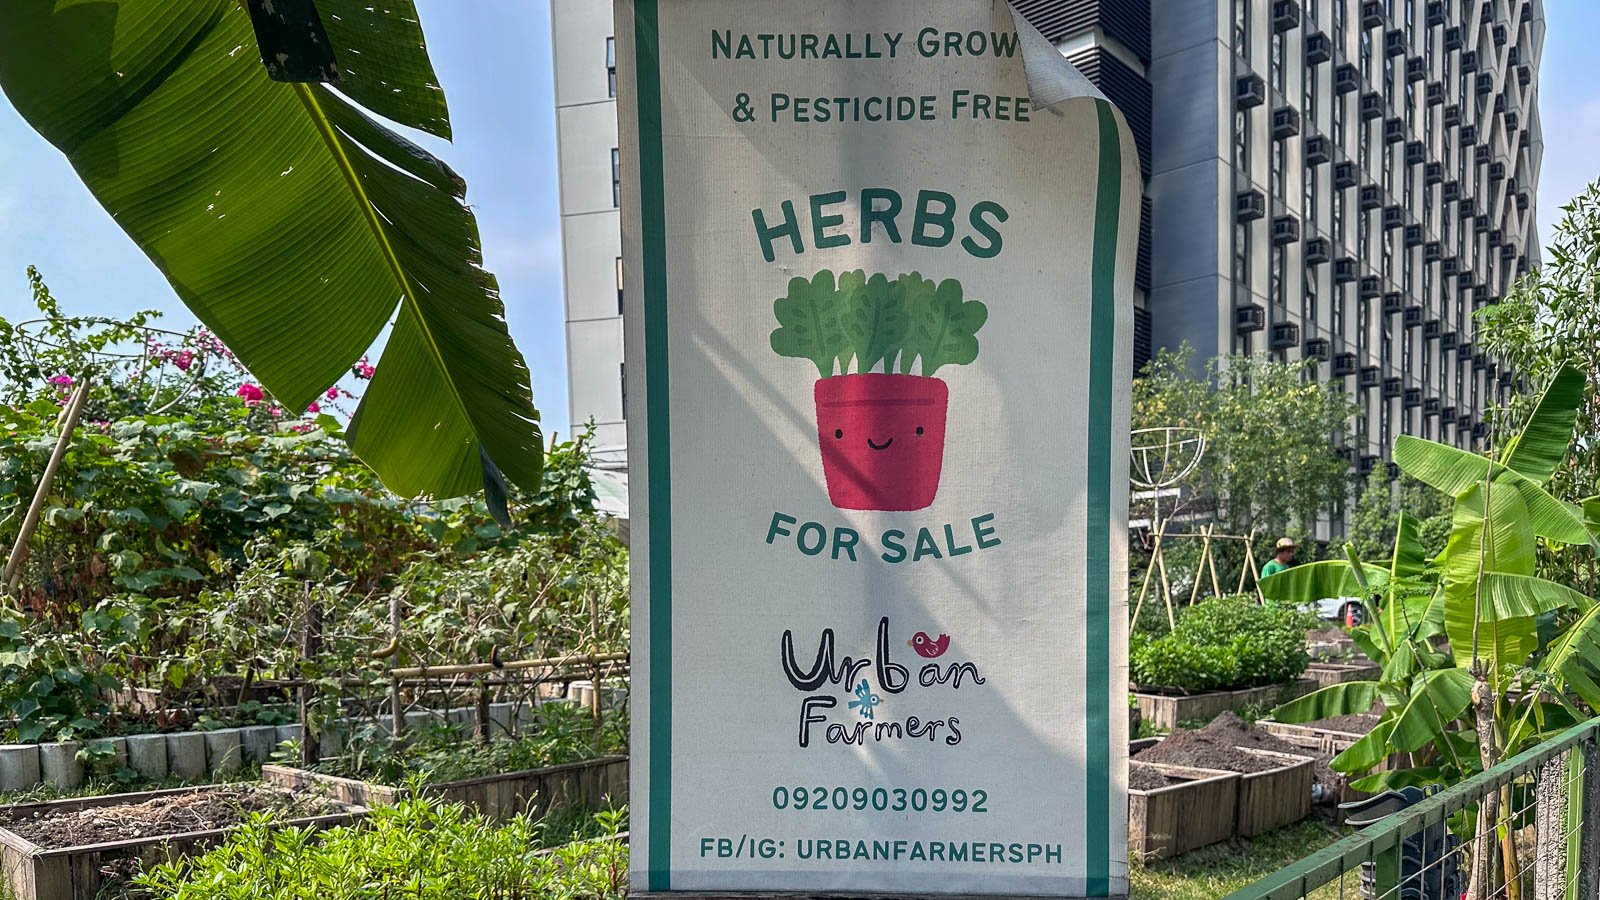 NATURALLY GROW
& PESTICIDE FREE
HERBS
FOR SALE
Urban
Farmers
09209030992
FB/IG: URBANFARMERSPH